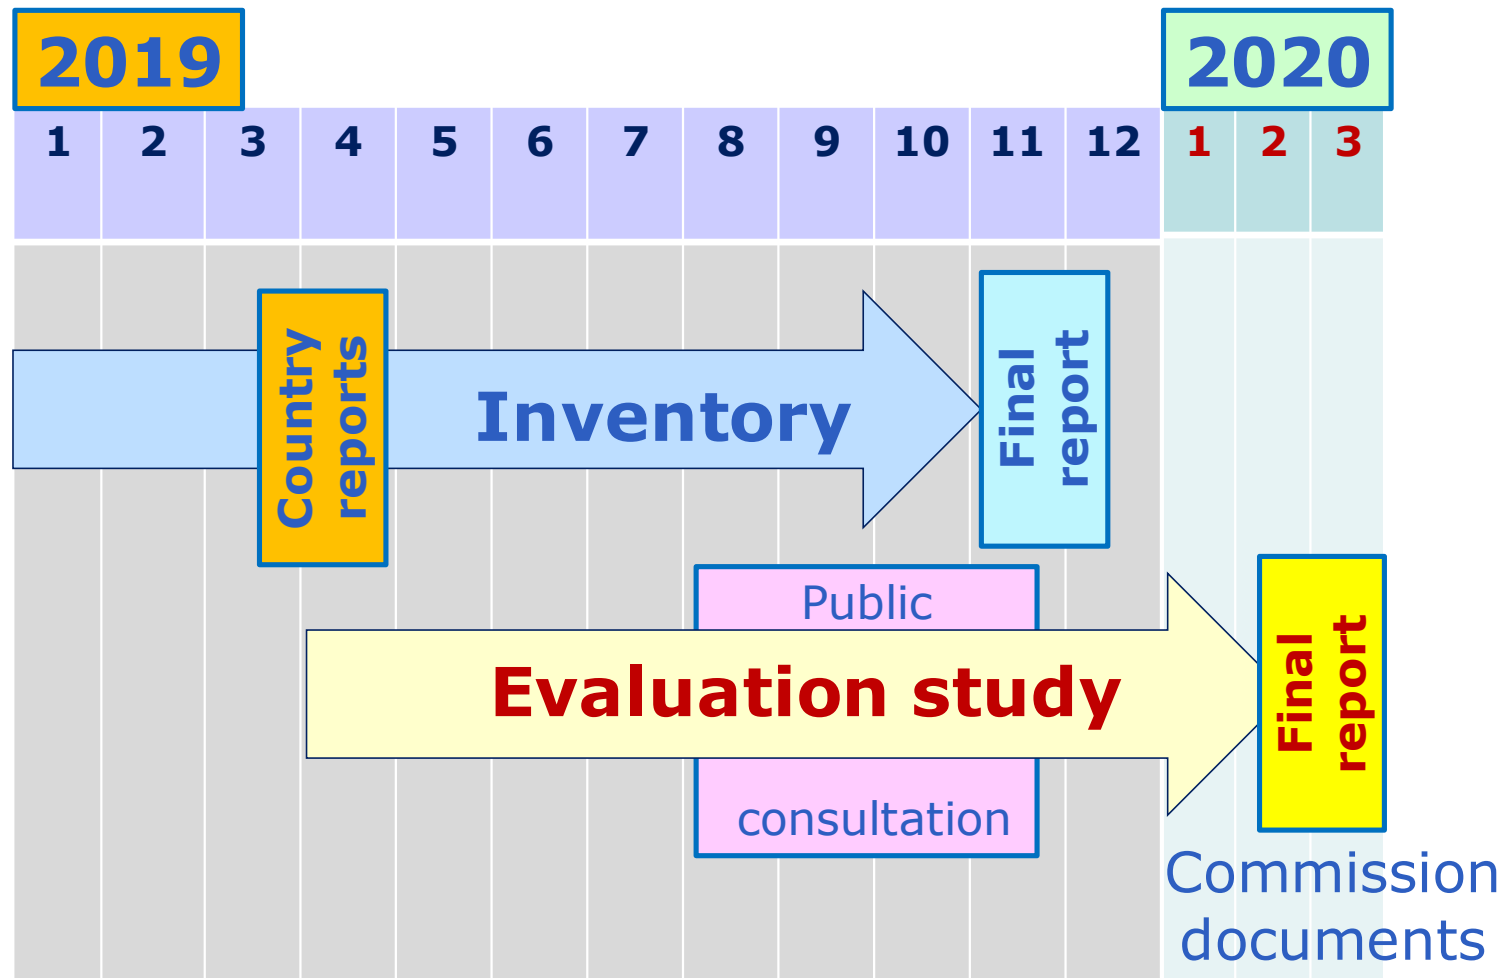 2019
2020
1 2 3 4 5 6 7 8 9 10 11 12 1 2 3
Country
reports
Inventory
Final
report
Public
Evaluation study
consultation
Final
report
Commission
documents